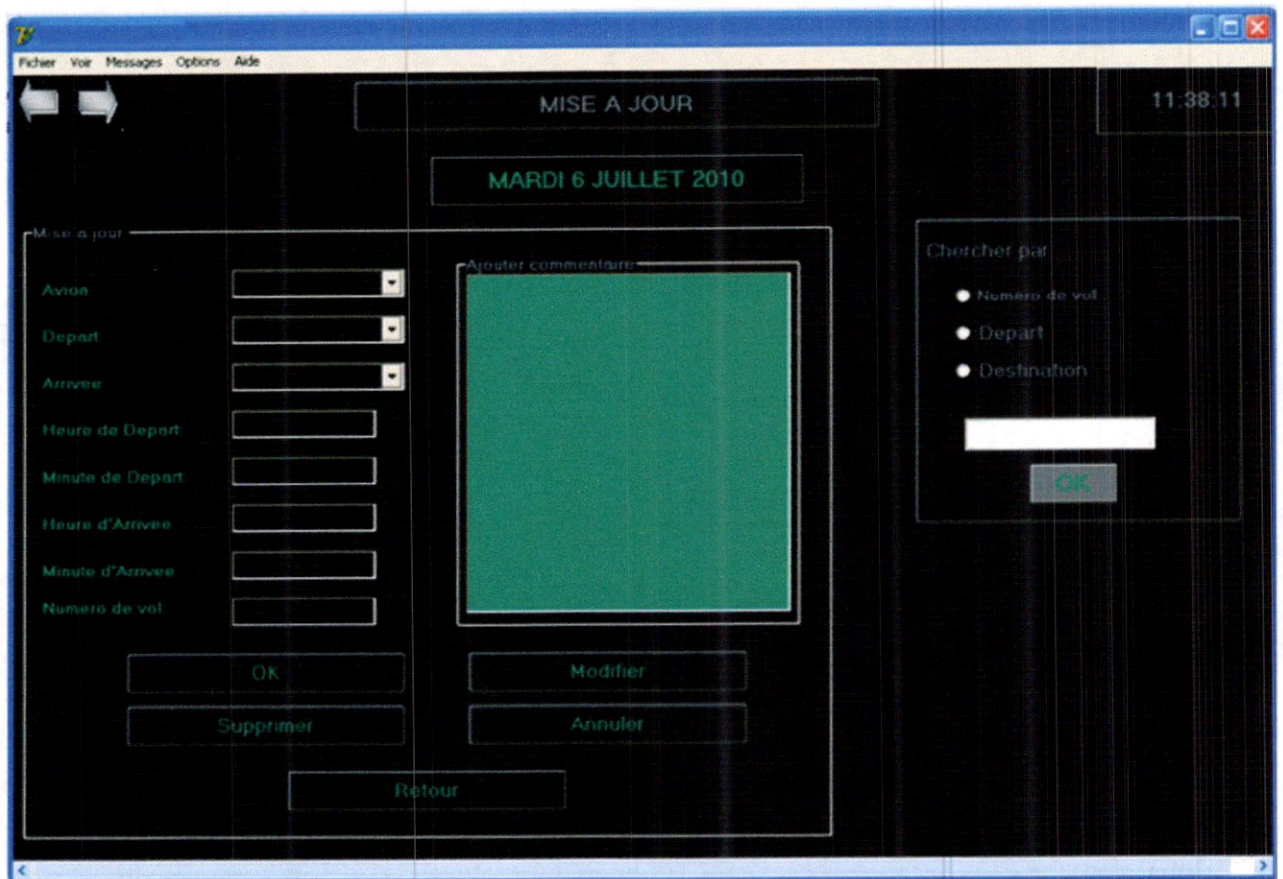 Fichier Voir Messages Options Aide
MISE A JOUR
11:38:11
MARDI 6 JUILLET 2010
Mise a jour
Avion:
Depart:
Arrivee:
Heure de Depart:
Minute de Depart:
Heure d'Arrivee
Minute d'Arrivee
Numero de vol:
Ajouter commentaire
Chercher par
Numéro de vol
Depart
Destination
OK
OK
Modifier
Supprimer
Annuler
Retour